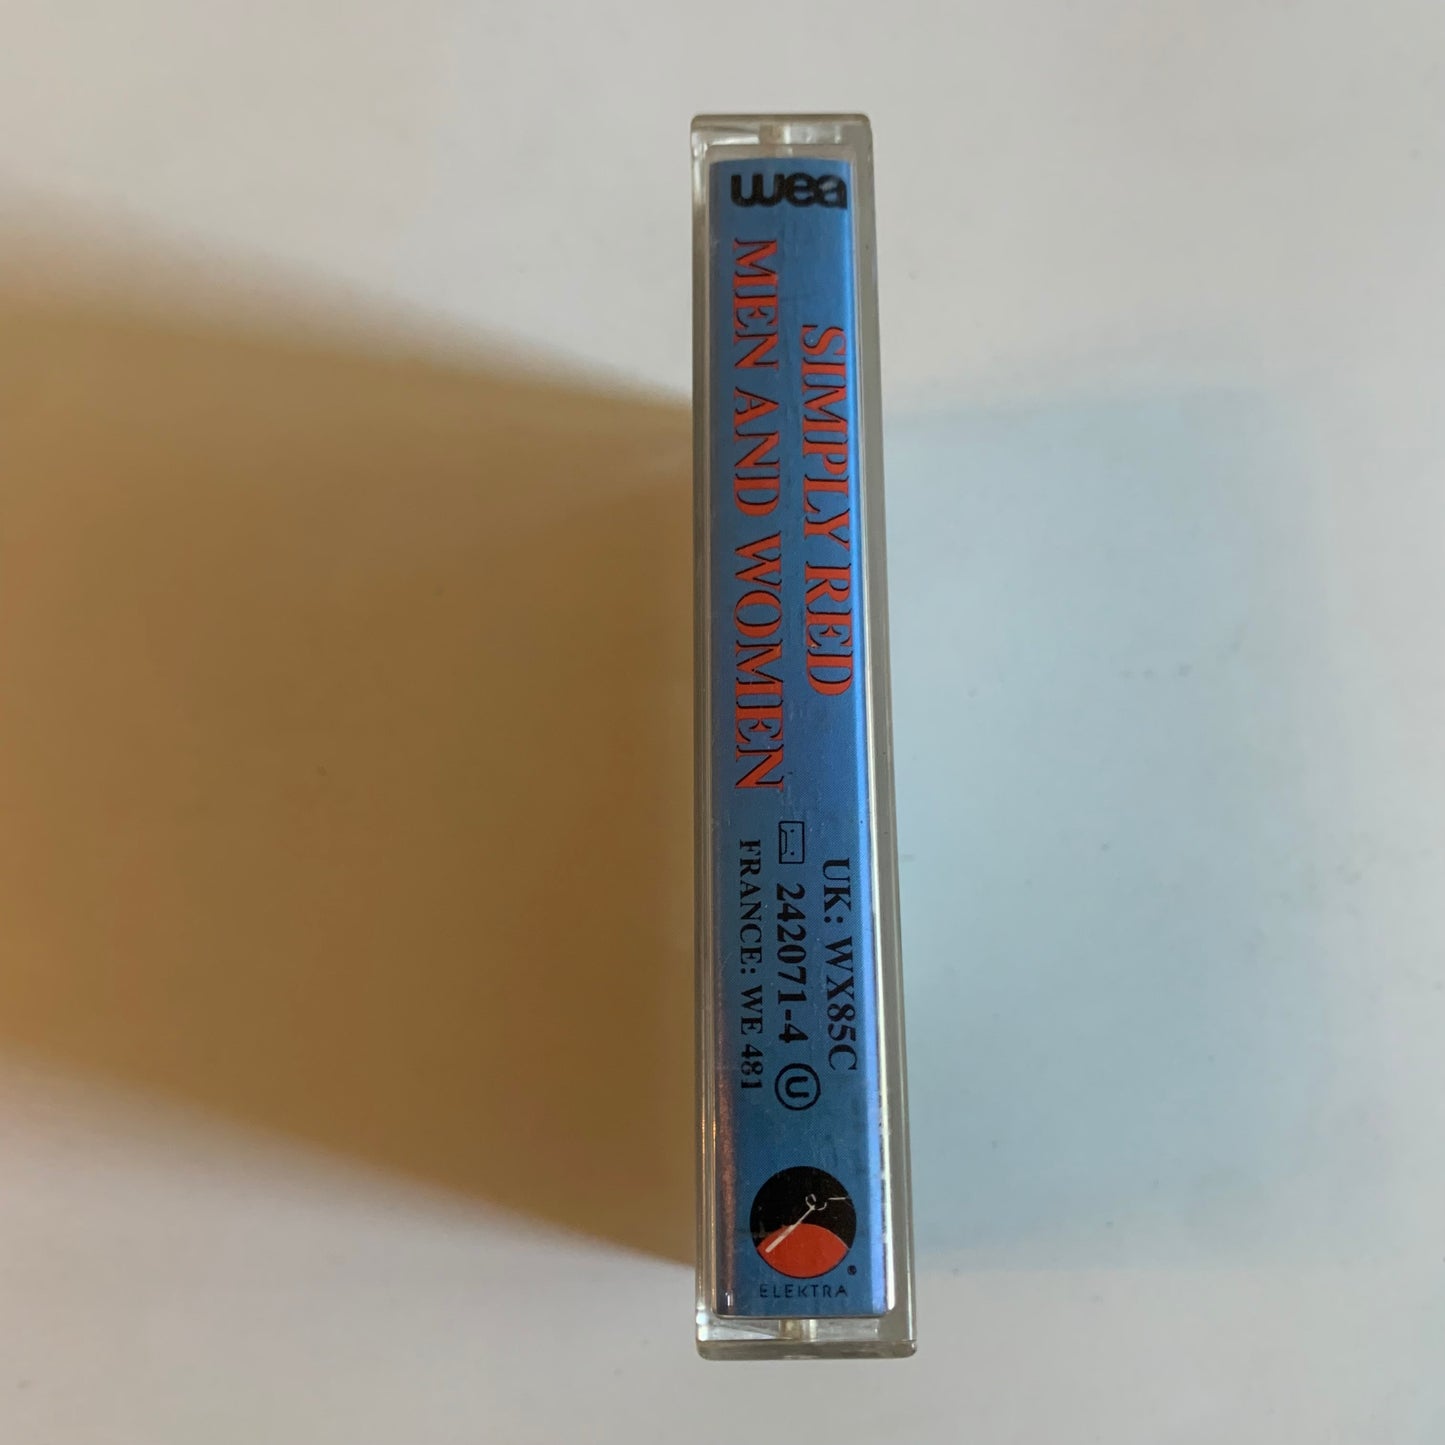 wea
SIMPLY RED
MEN AND WOMEN
UK: WX85C
242071-4 U
FRANCE: WE 481
®
ELEKTRA